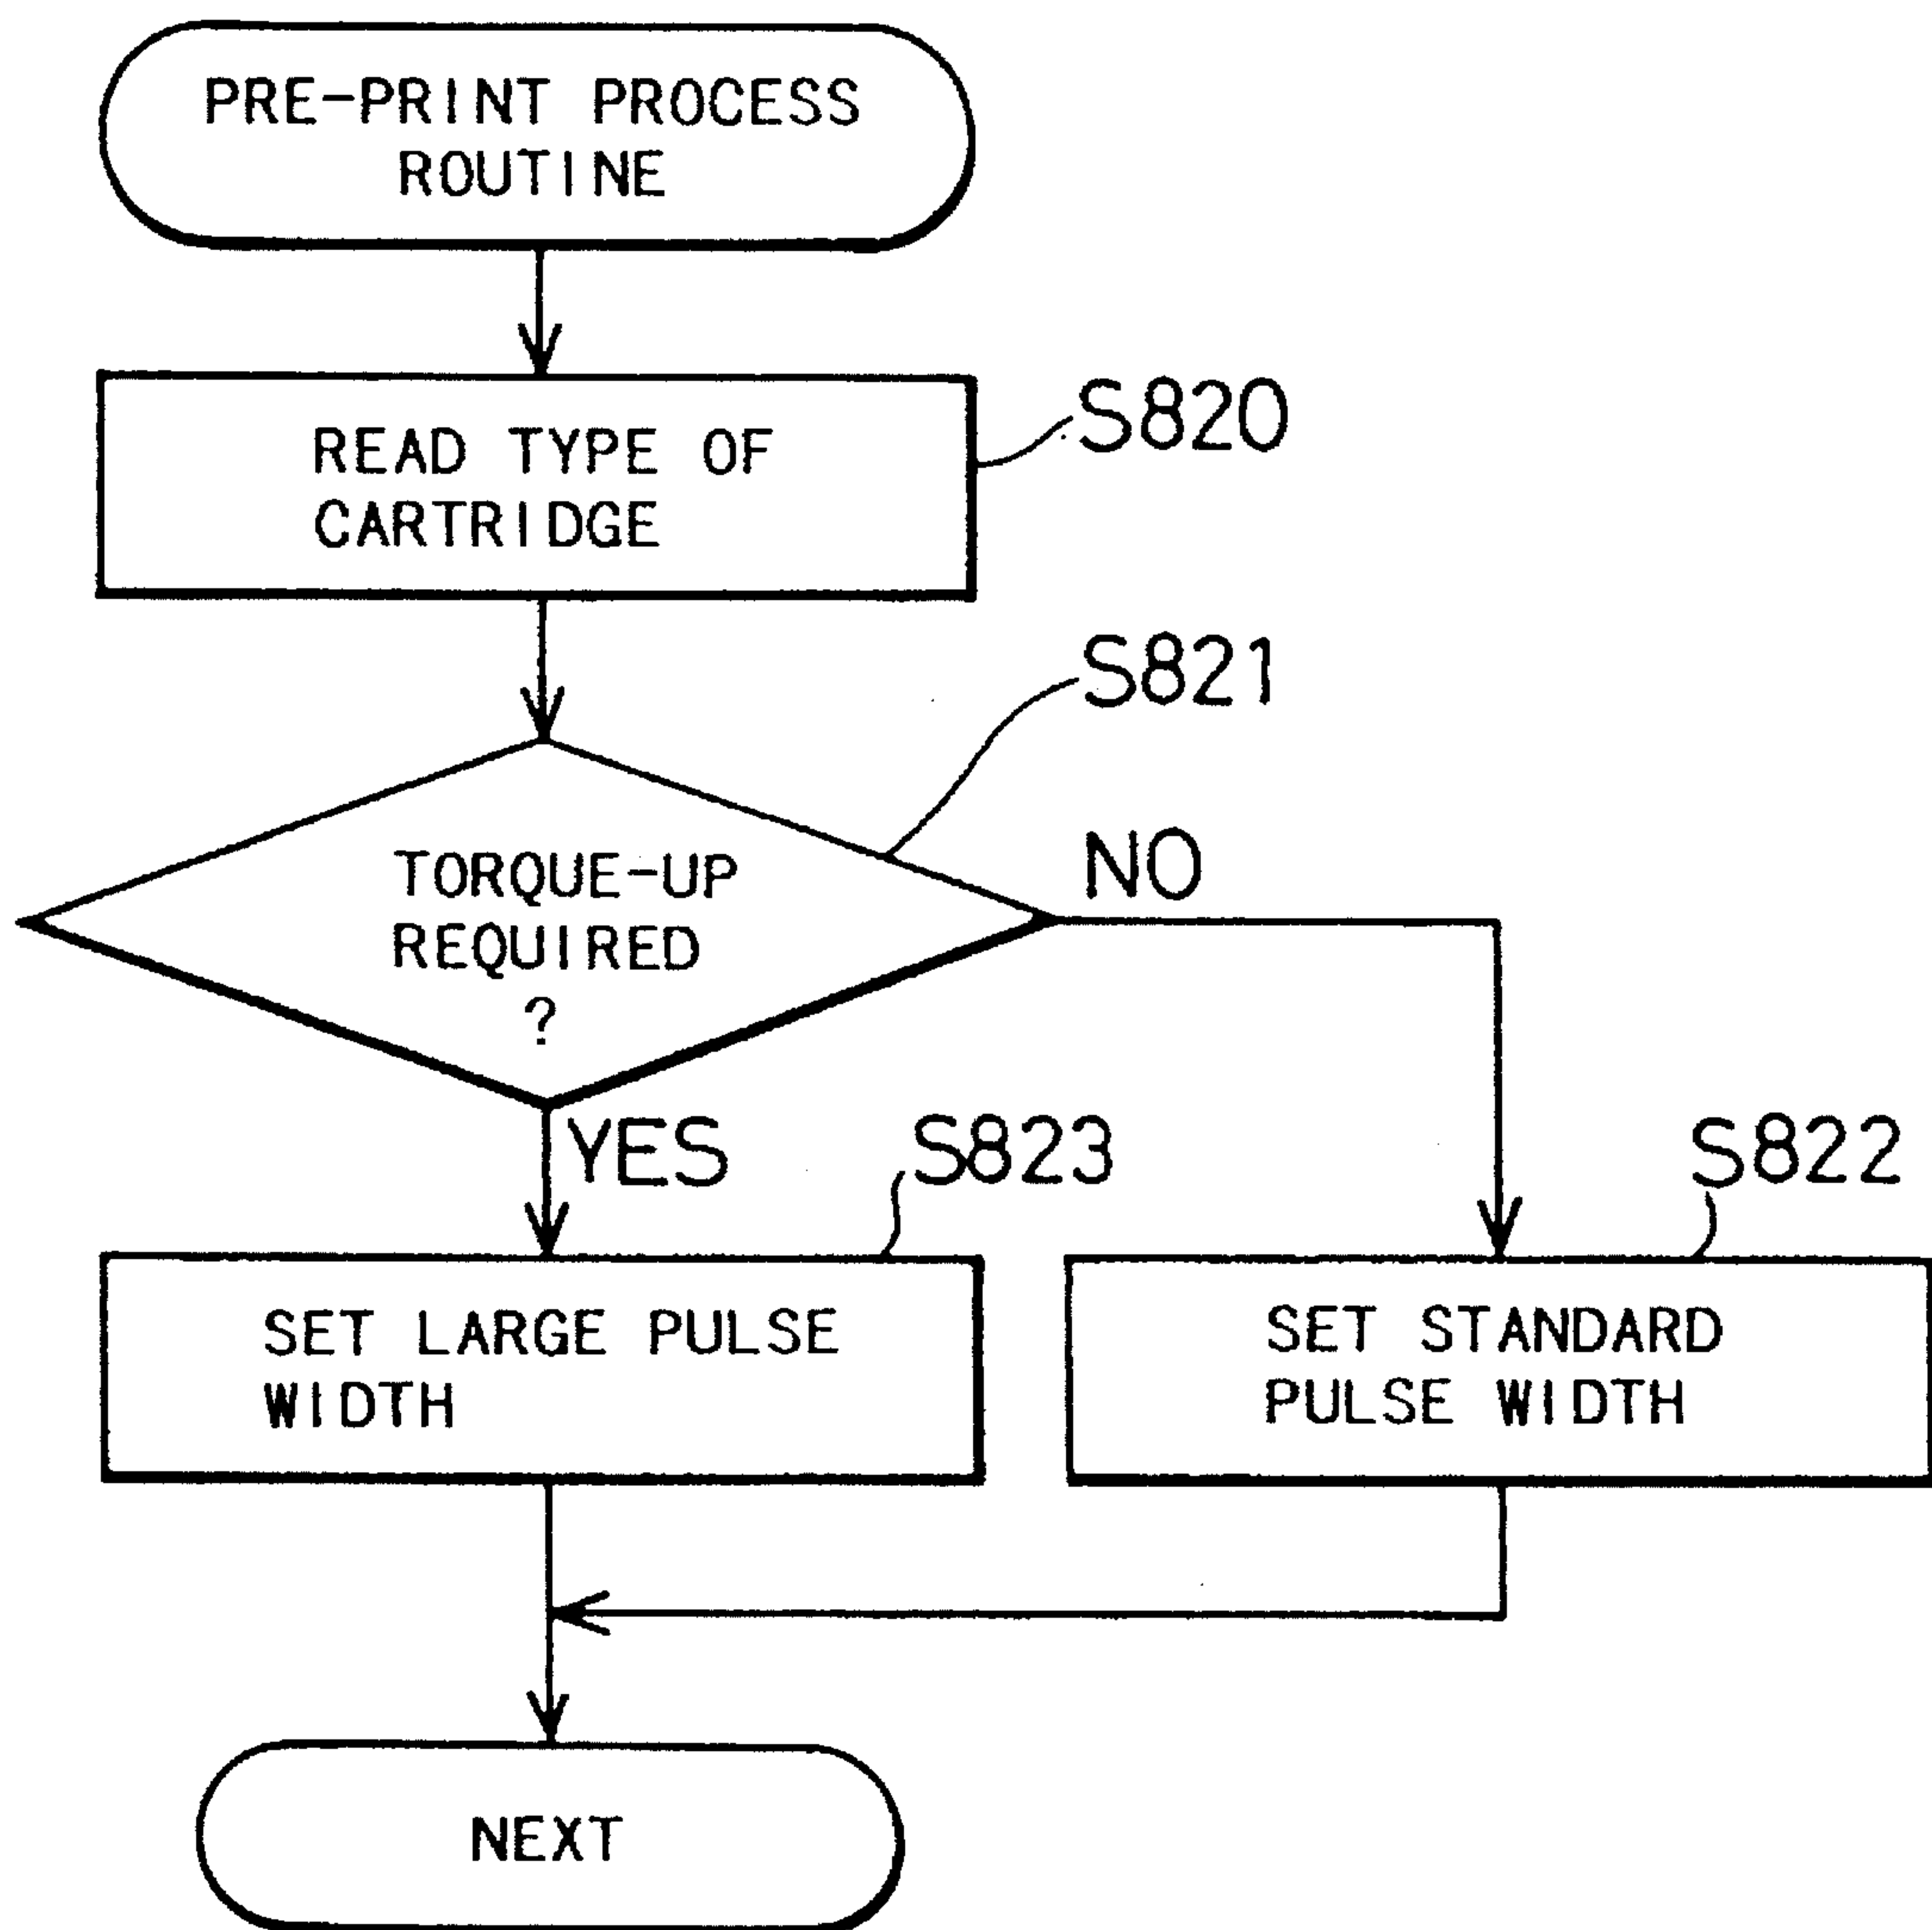 PRE-PRINT PROCESS
ROUTINE
READ TYPE OF
CARTRIDGE
S820
S821
TORQUE-UP
REQUIRED
?
NO
YES
S823
S822
SET LARGE PULSE
WIDTH
SET STANDARD
PULSE WIDTH
NEXT